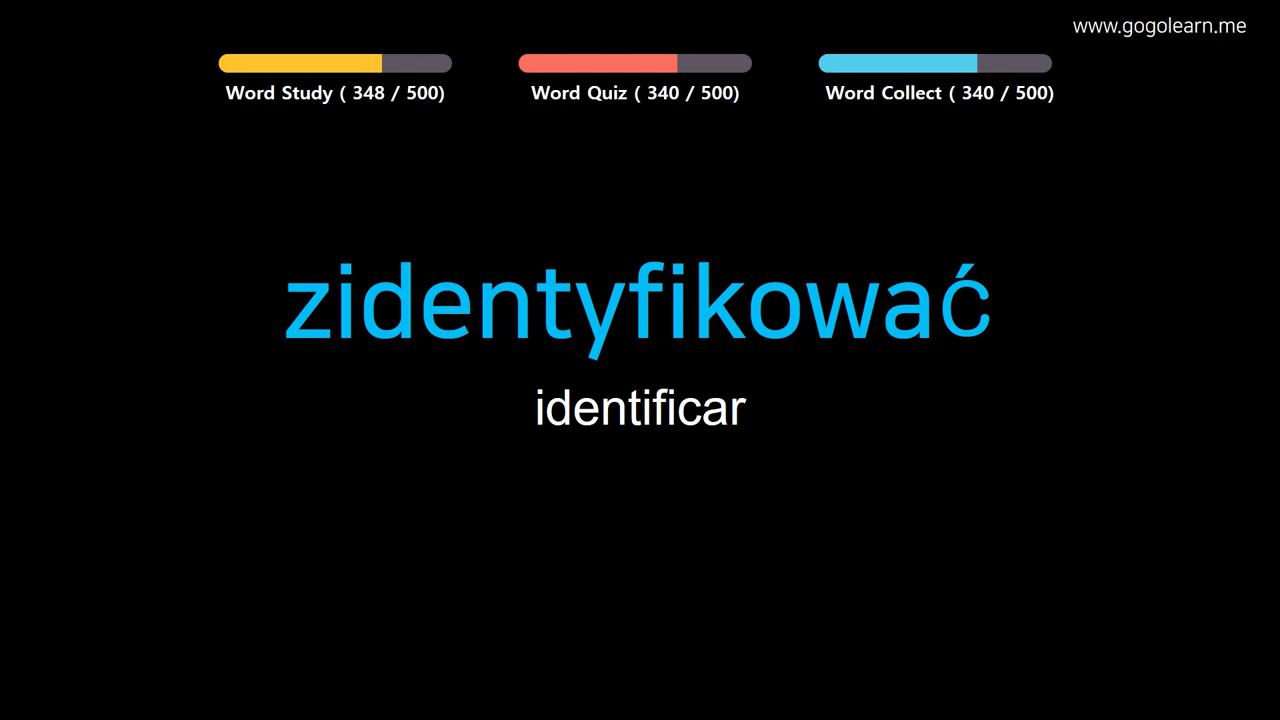 www.gogolearn.me
Word Study ( 348 / 500)
Word Quiz ( 340 / 500)
Word Collect ( 340 / 500)
zidentyfikować
identificar